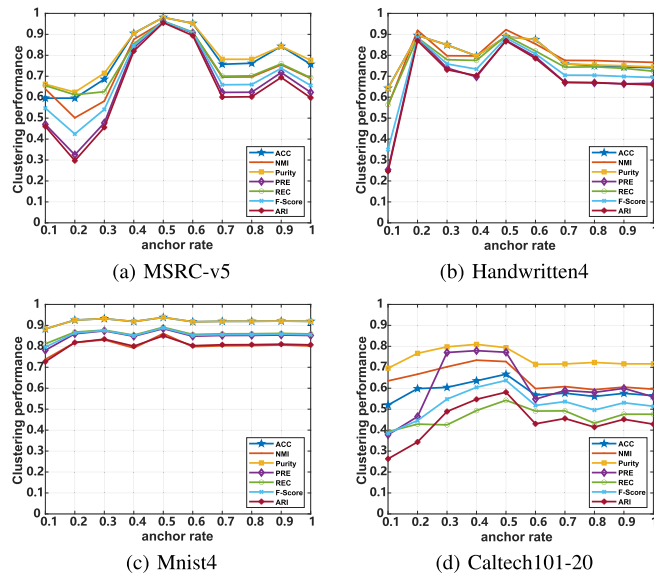 Clustering performance
1
0.9
0.8
0.7
0.6
0.5
0.4
0.3
0.2
0.1
0
ACC
NMI
Purity
PRE
REC
F-Score
ARI
0.1 0.2 0.3 0.4 0.5 0.6 0.7 0.8 0.9 1
anchor rate
(a) MSRC-v5
Clustering performance
1
0.9
0.8
0.7
0.6
0.5
0.4
0.3
0.2
0.1
0
ACC
NMI
Purity
PRE
REC
F-Score
ARI
0.1 0.2 0.3 0.4 0.5 0.6 0.7 0.8 0.9 1
anchor rate
(b) Handwritten4
Clustering performance
1
0.9
0.8
0.7
0.6
0.5
0.4
0.3
0.2
0.1
0
ACC
NMI
Purity
PRE
REC
F-Score
ARI
0.1 0.2 0.3 0.4 0.5 0.6 0.7 0.8 0.9 1
anchor rate
(c) Mnist4
Clustering performance
1
0.9
0.8
0.7
0.6
0.5
0.4
0.3
0.2
0.1
0
ACC
NMI
Purity
PRE
REC
F-Score
ARI
0.1 0.2 0.3 0.4 0.5 0.6 0.7 0.8 0.9 1
anchor rate
(d) Caltech101-20